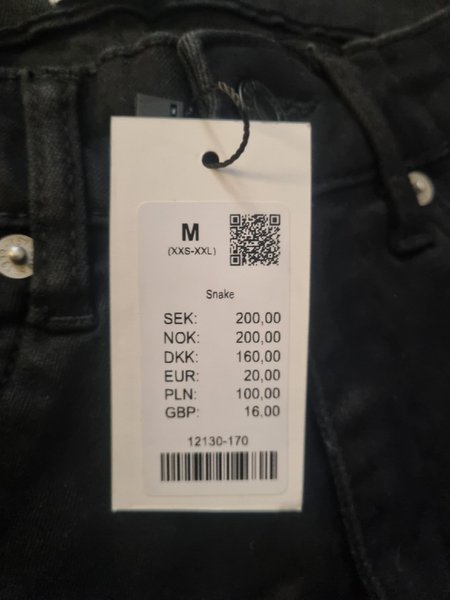 M
(XXS-XXL)
Snake
SEK: 200,00
NOK: 200,00
DKK: 160,00
EUR: 20,00
PLN: 100,00
GBP: 16,00
12130-170